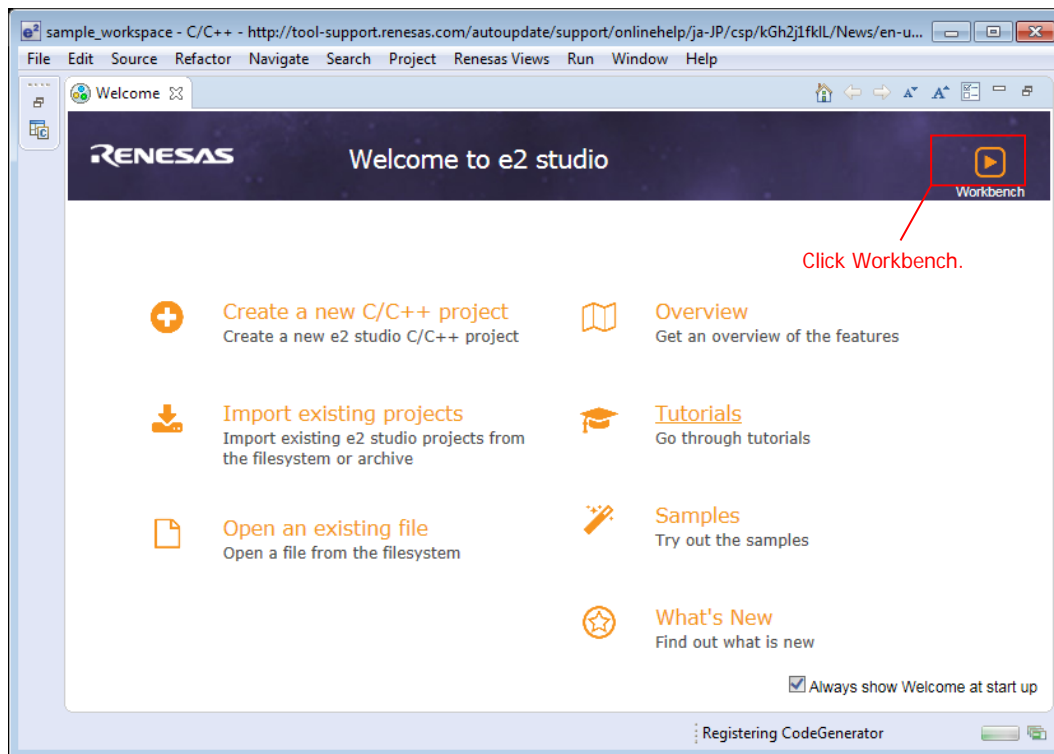 sample_workspace - C/C++ - http://tool-support.renesas.com/autoupdate/support/onlinehelp/ja-JP/csp/kGh2j1fkIL/News/en-u...
File Edit Source Refactor Navigate Search Project Renesas Views Run Window Help
Welcome
RENESAS
Welcome to e2 studio
Workbench
Click Workbench.
Create a new C/C++ project
Create a new e2 studio C/C++ project
Overview
Get an overview of the features
Import existing projects
Import existing e2 studio projects from
the filesystem or archive
Tutorials
Go through tutorials
Open an existing file
Open a file from the filesystem
Samples
Try out the samples
What's New
Find out what is new
Always show Welcome at start up
Registering CodeGenerator